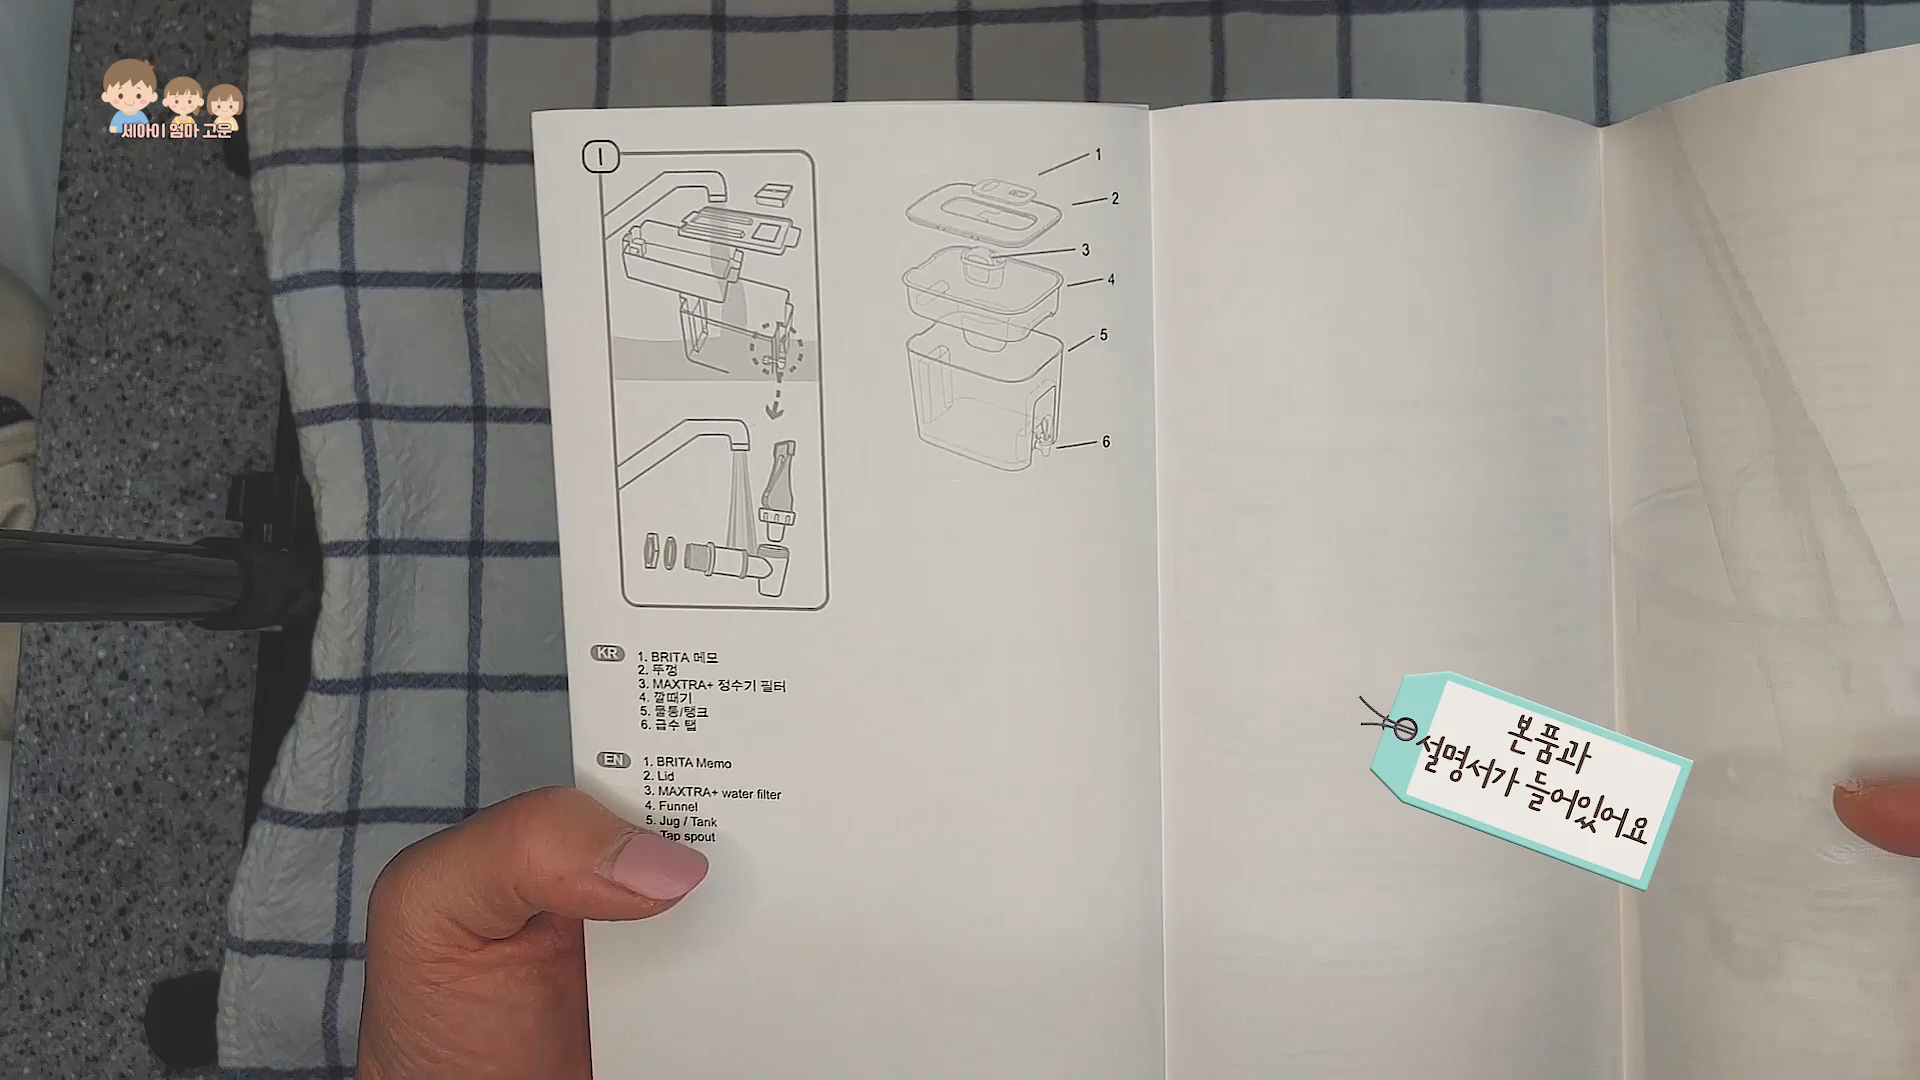 세아이 엄마 고운
I
1
2
3
4
5
6
KR
1. BRITA 메모
2. 뚜껑
3. MAXTRA+ 정수기 필터
4. 깔때기
5. 물통/탱크
6. 급수 탭
EN
1. BRITA Memo
2. Lid
3. MAXTRA+ water filter
4. Funnel
5. Jug / Tank
Tap spout
본품과
설명서가 들어있어요